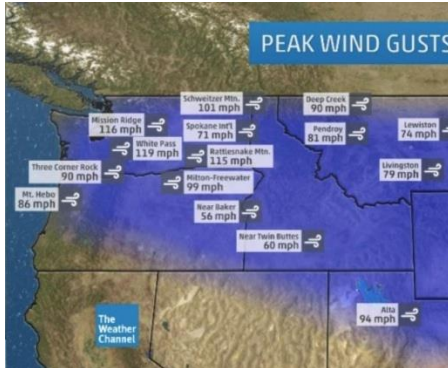 PEAK WIND GUSTS
Schweitzer Mtn.
101 mph
Deep Creek
90 mph
Mission Ridge
116 mph
Spokane Int'l
71 mph
Pendroy
81 mph
Lewiston
74 mph
White Pass
119 mph
Rattlesnake Mtn.
115 mph
Three Corner Rock
90 mph
Livingston
79 mph
Milton-Freewater
99 mph
Mt. Hebo
86 mph
Near Baker
56 mph
Near Twin Buttes
60 mph
Alta
94 mph
The
Weather
Channel